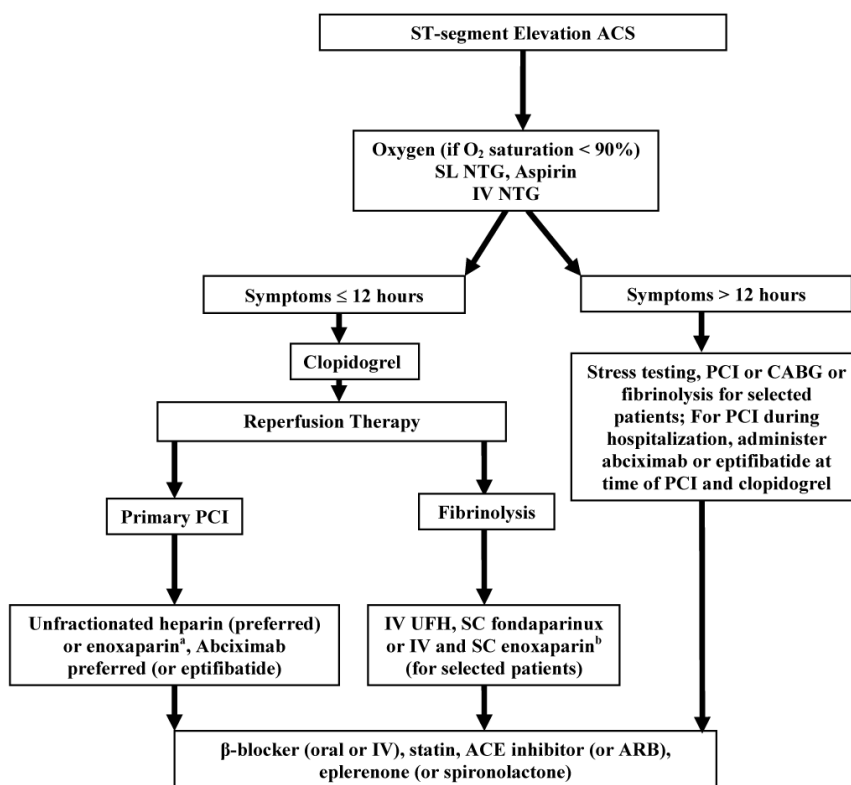 ST-segment Elevation ACS
Oxygen (if O₂ saturation < 90%)
SL NTG, Aspirin
IV NTG
Symptoms ≤ 12 hours
Symptoms > 12 hours
Clopidogrel
Stress testing, PCI or CABG or
fibrinolysis for selected
patients; For PCI during
hospitalization, administer
abciximab or eptifibatide at
time of PCI and clopidogrel
Reperfusion Therapy
Primary PCI
Fibrinolysis
Unfractionated heparin (preferred)
or enoxaparinᵃ, Abciximab
preferred (or eptifibatide)
IV UFH, SC fondaparinux
or IV and SC enoxaparinᵇ
(for selected patients)
β-blocker (oral or IV), statin, ACE inhibitor (or ARB),
eplerenone (or spironolactone)